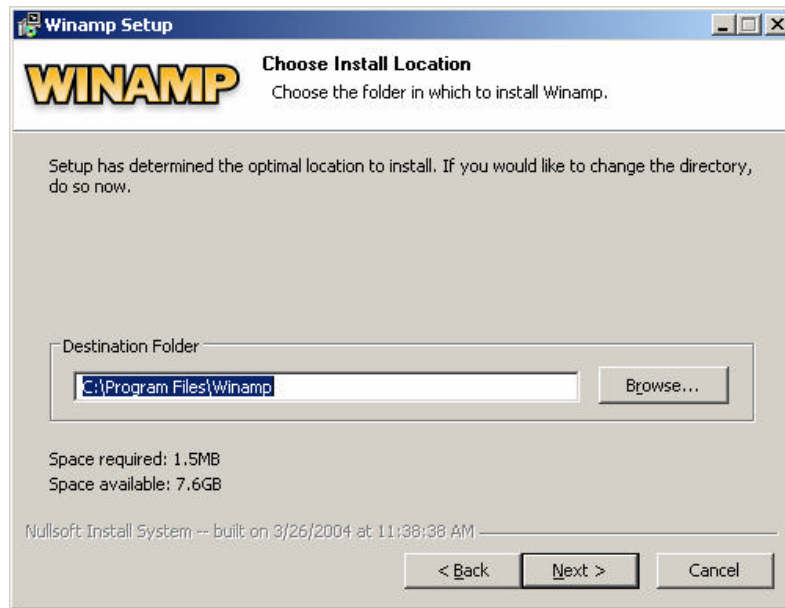 Winamp Setup
WINAMP
Choose Install Location
Choose the folder in which to install Winamp.
Setup has determined the optimal location to install. If you would like to change the directory,
do so now.
Destination Folder
C:\Program Files\Winamp
Browse...
Space required: 1.5MB
Space available: 7.6GB
Nullsoft Install System -- built on 3/26/2004 at 11:38:38 AM
< Back
Next >
Cancel